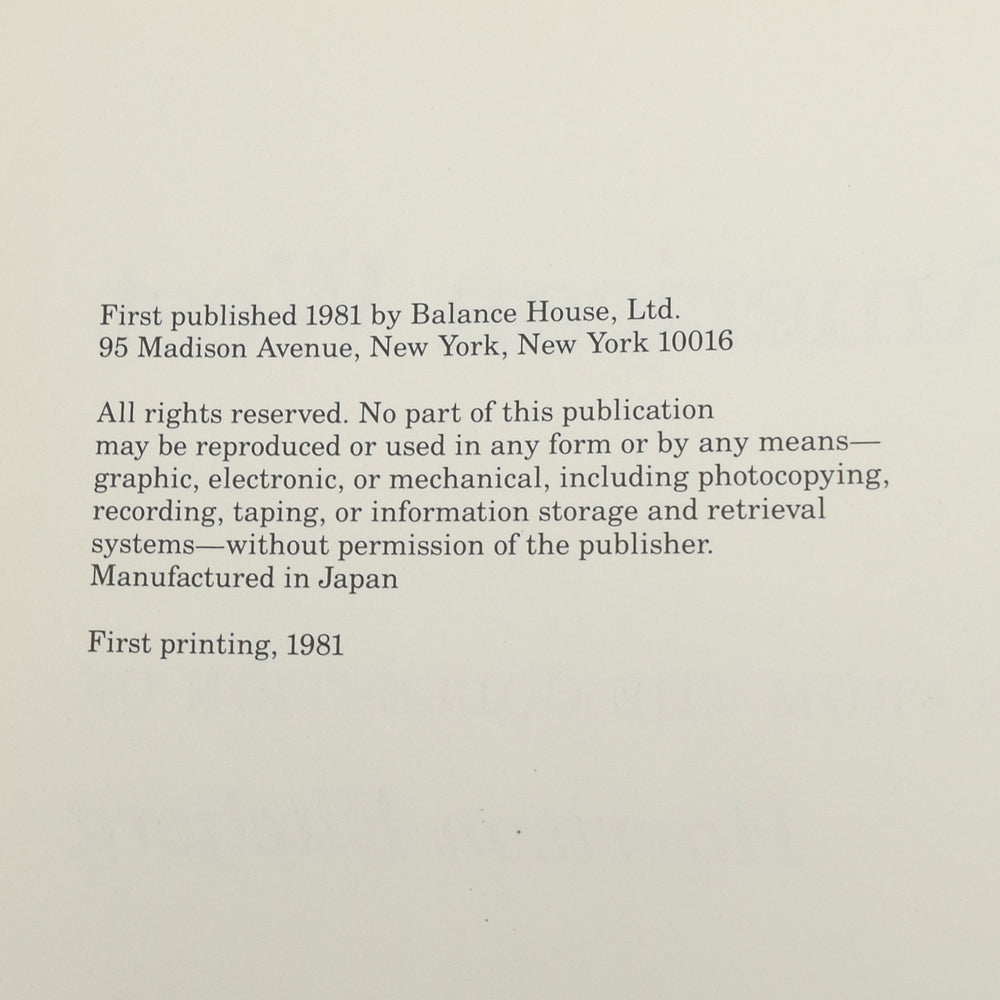 First published 1981 by Balance House, Ltd.
95 Madison Avenue, New York, New York 10016
All rights reserved. No part of this publication
may be reproduced or used in any form or by any means—
graphic, electronic, or mechanical, including photocopying,
recording, taping, or information storage and retrieval
systems—without permission of the publisher.
Manufactured in Japan
First printing, 1981